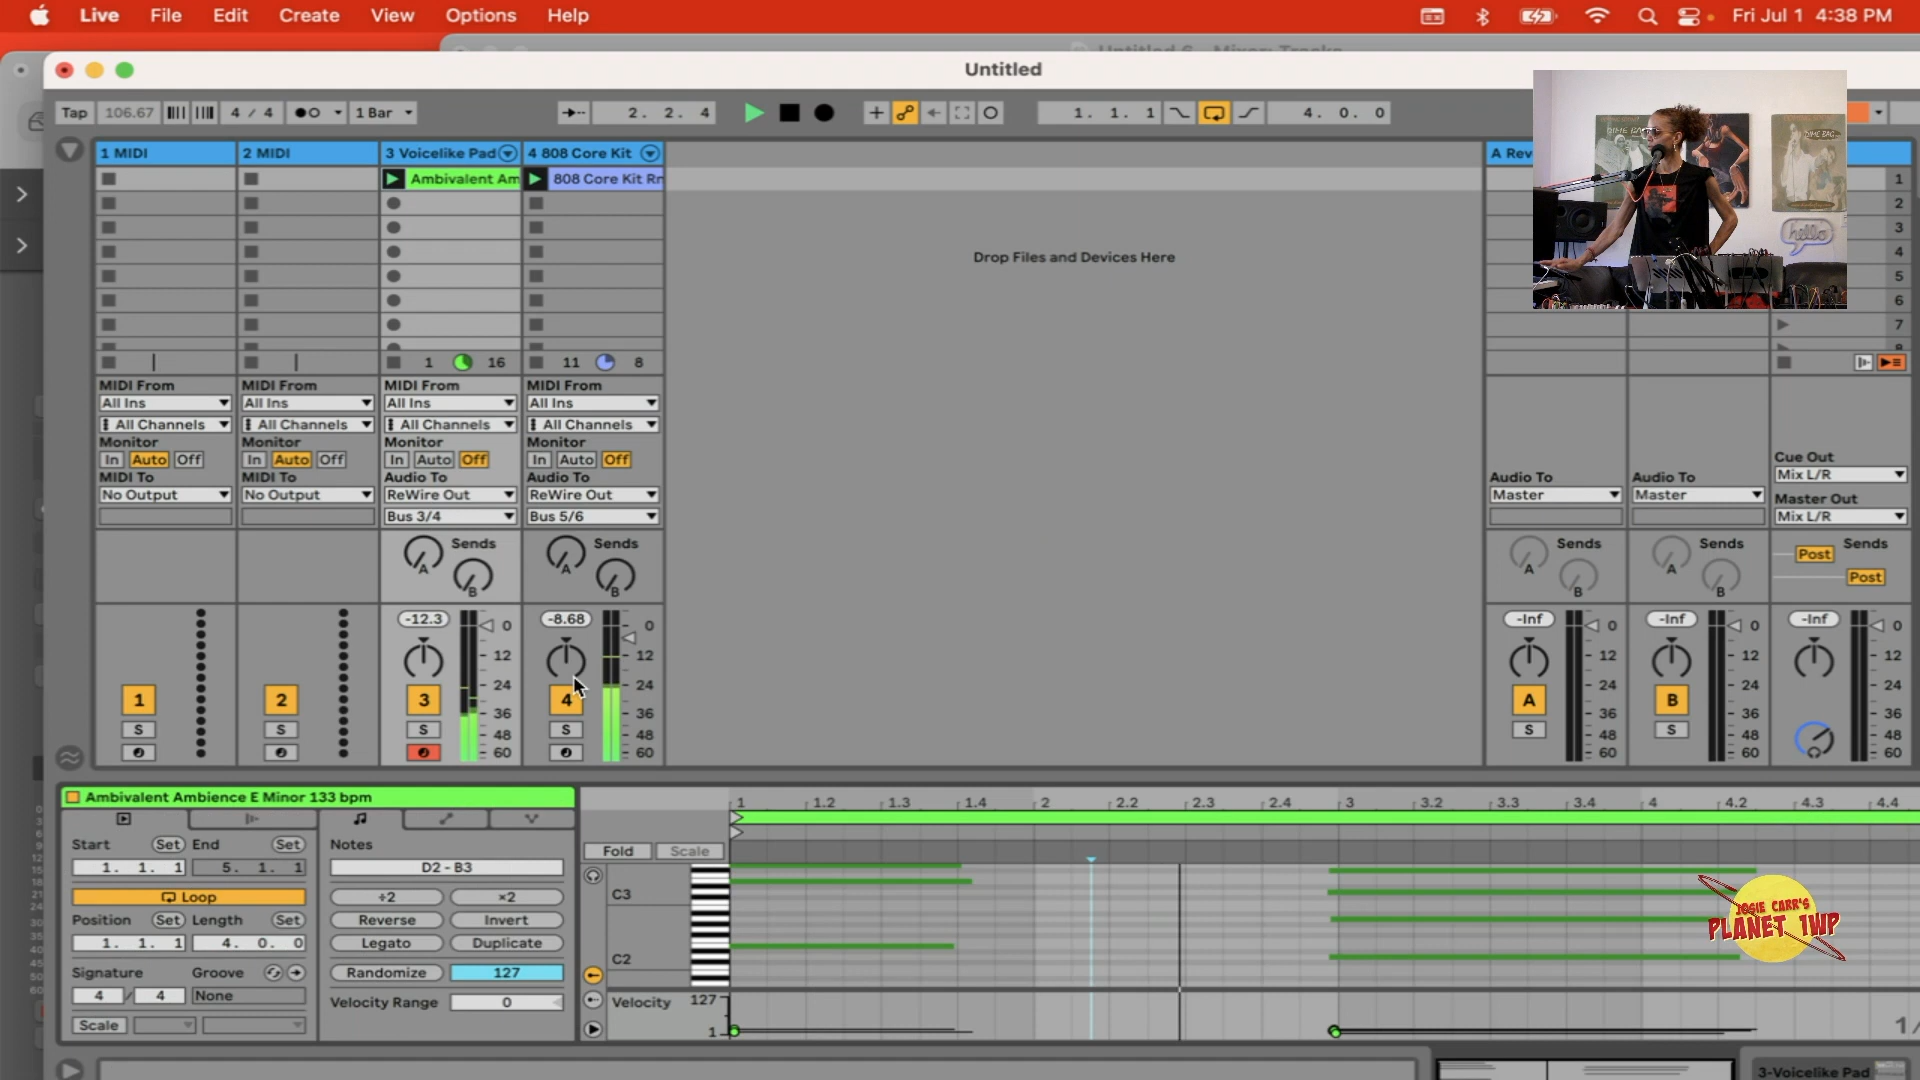 Live File Edit Create View Options Help Fri Jul 1 4:38 PM
Untitled
Tap 106.67 4 / 4 1 Bar 2. 2. 4 1. 1. 1 4. 0. 0
1 MIDI 2 MIDI 3 Voicelike Pad 4 808 Core Kit A Rev
Ambivalent Am 808 Core Kit Rn 1
2
3
4
5
6
7
8
Drop Files and Devices Here
1 16 11 8
MIDI From MIDI From MIDI From MIDI From
All Ins All Ins All Ins All Ins
All Channels All Channels All Channels All Channels
Monitor Monitor Monitor Monitor
In Auto Off In Auto Off In Auto Off In Auto Off Cue Out
MIDI To MIDI To Audio To Audio To Audio To Audio To Mix L/R
No Output No Output ReWire Out ReWire Out Master Master Master Out
Bus 3/4 Bus 5/6 Mix L/R
Sends Sends Sends Sends Sends
A A A A Post
B B B B Post
-12.3 0 -8.68 0 -Inf 0 -Inf 0 -Inf 0
12 12 12 12 12
24 24 24 24 24
1 2 3 4 A B
36 36 36 36 36
S S S S S S
48 48 48 48 48
60 60 60 60 60
Ambivalent Ambience E Minor 133 bpm
1 1.2 1.3 1.4 2 2.2 2.3 2.4 3 3.2 3.3 3.4 4 4.2 4.3 4.4
Start Set End Set Notes
Fold Scale
1. 1. 1 5. 1. 1 D2 - B3
Loop ÷2 ×2 C3
Position Set Length Set Reverse Invert
1. 1. 1 4. 0. 0 Legato Duplicate
C2
Signature Groove Randomize 127
4 / 4 None Velocity Range 0 Velocity 127
Scale 1 1/
JOSIE CARR'S
PLANET 1WP
hello
3-Voicelike Pad